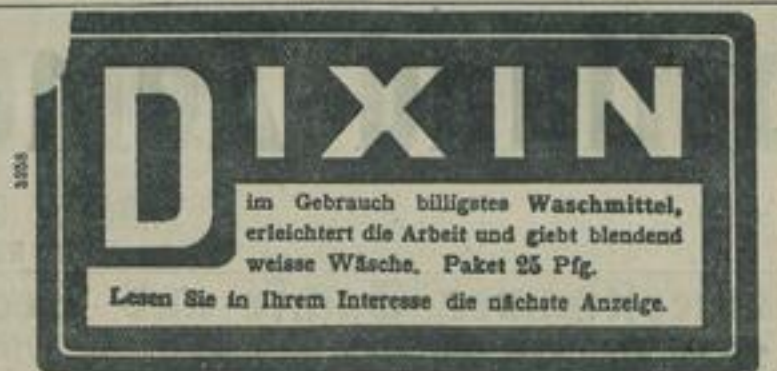 DIXIN
im Gebrauch billigstes Waschmittel,
erleichtert die Arbeit und giebt blendend
weisse Wäsche. Paket 25 Pfg.
Lesen Sie in Ihrem Interesse die nächste Anzeige.